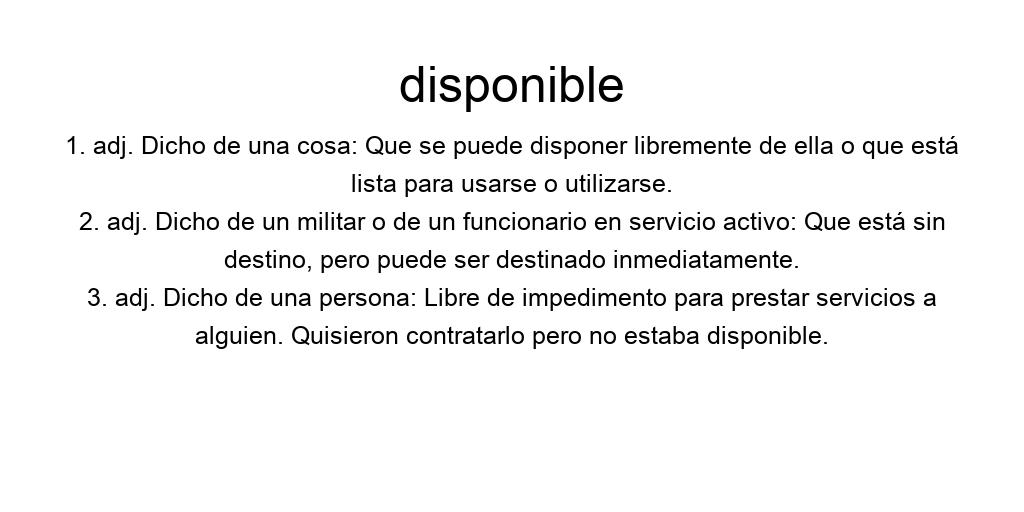 disponible
1. adj. Dicho de una cosa: Que se puede disponer libremente de ella o que está
lista para usarse o utilizarse.
2. adj. Dicho de un militar o de un funcionario en servicio activo: Que está sin
destino, pero puede ser destinado inmediatamente.
3. adj. Dicho de una persona: Libre de impedimento para prestar servicios a
alguien. Quisieron contratarlo pero no estaba disponible.